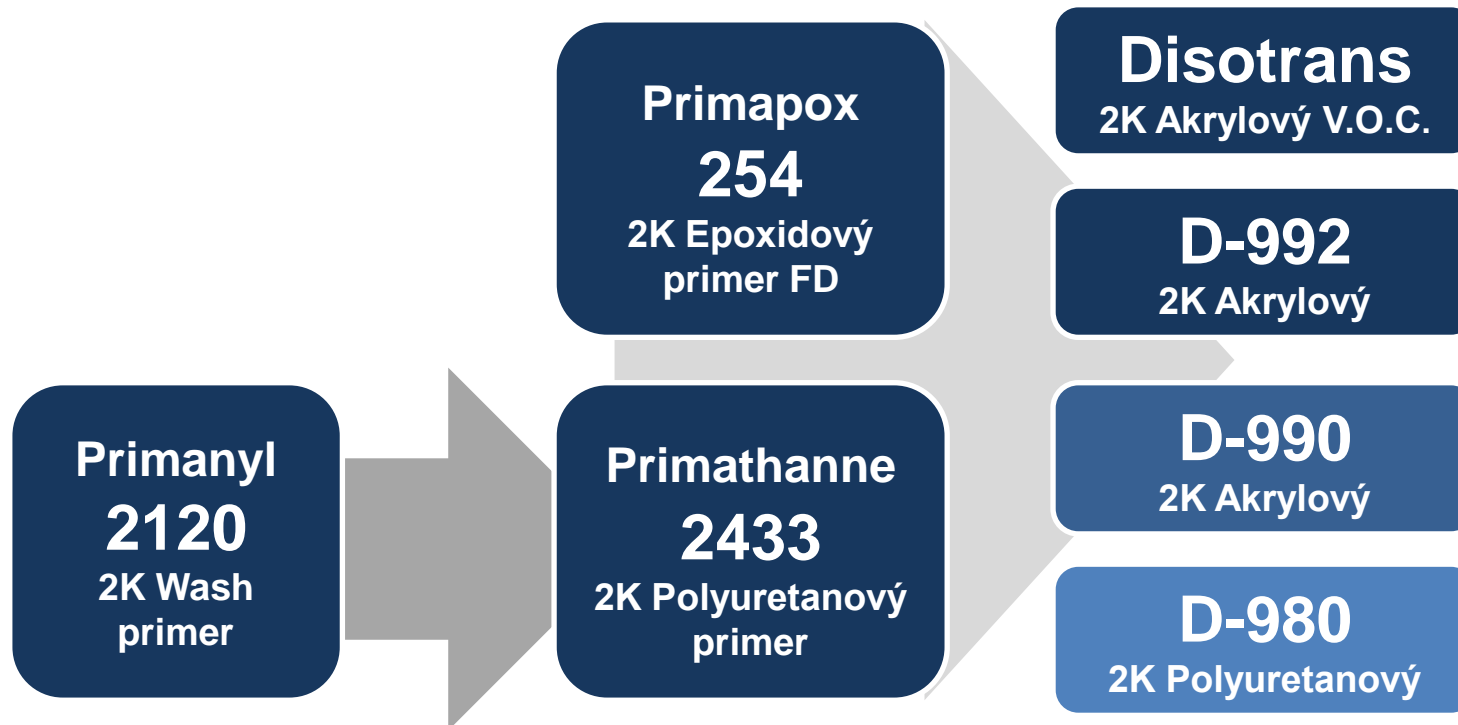 Primanyl
2120
2K Wash
primer
Primapox
254
2K Epoxidový
primer FD
Primathanne
2433
2K Polyuretanový
primer
Disotrans
2K Akrylový V.O.C.
D-992
2K Akrylový
D-990
2K Akrylový
D-980
2K Polyuretanový